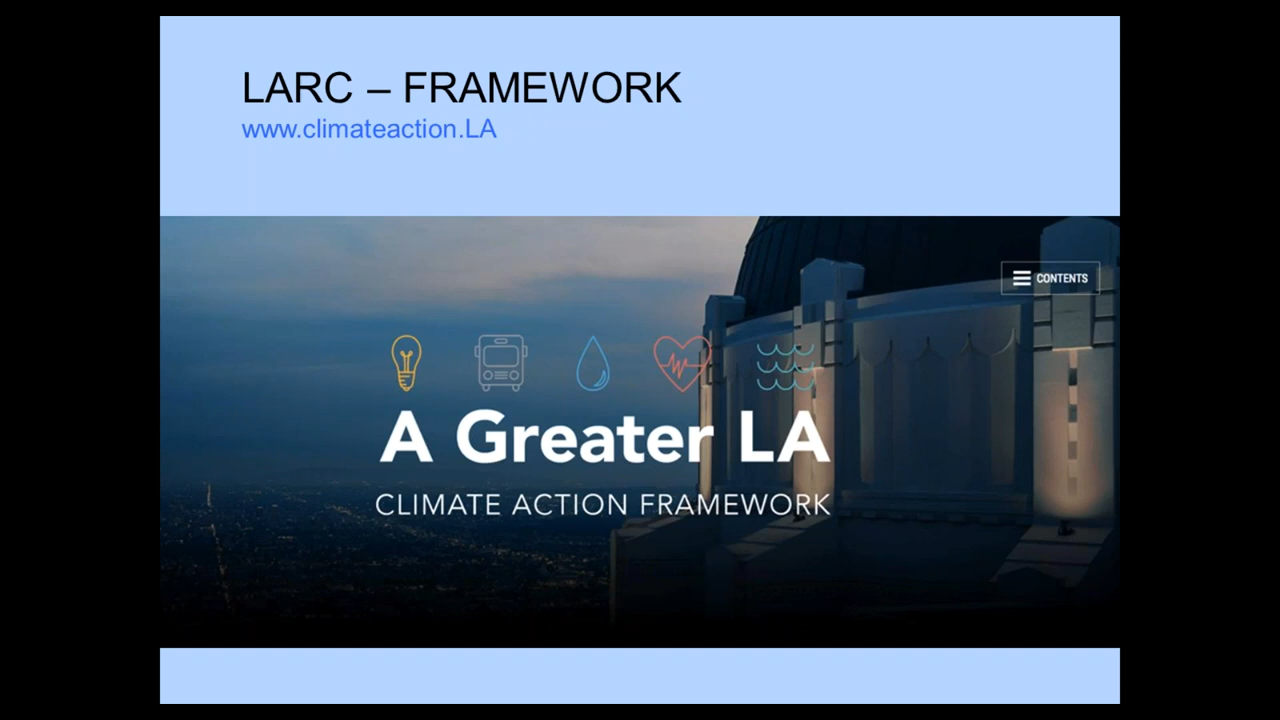 LARC – FRAMEWORK
www.climateaction.LA
CONTENTS
A Greater LA
CLIMATE ACTION FRAMEWORK